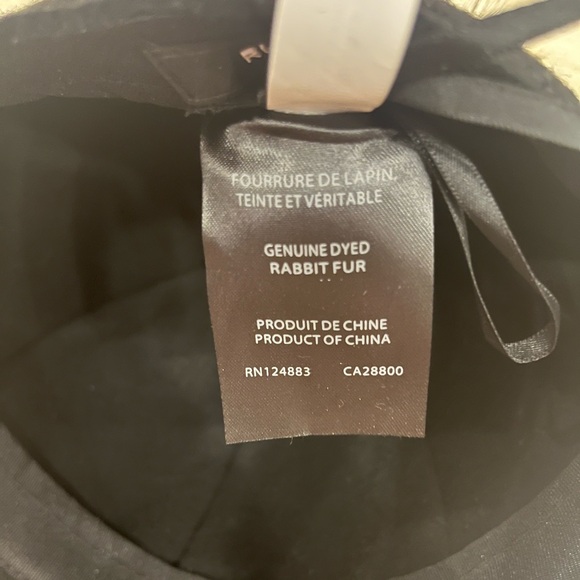 FOURRURE DE LAPIN,
TEINTE ET VÉRITABLE
GENUINE DYED
RABBIT FUR
PRODUIT DE CHINE
PRODUCT OF CHINA
RN124883 CA28800